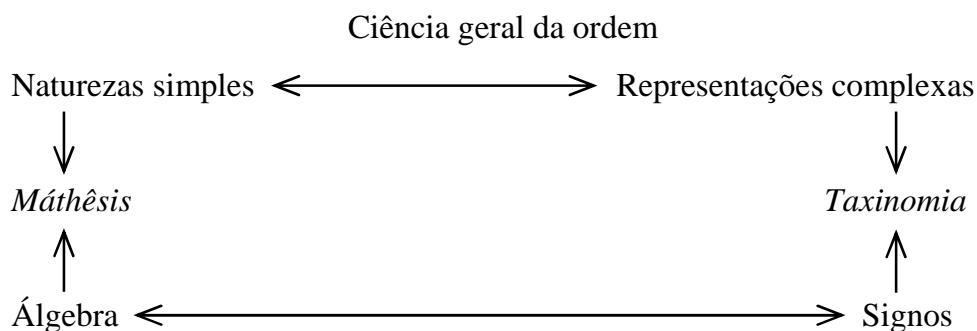 Ciência geral da ordem
Naturezas simples Representações complexas
Máthêsis Taxinomia
Álgebra Signos